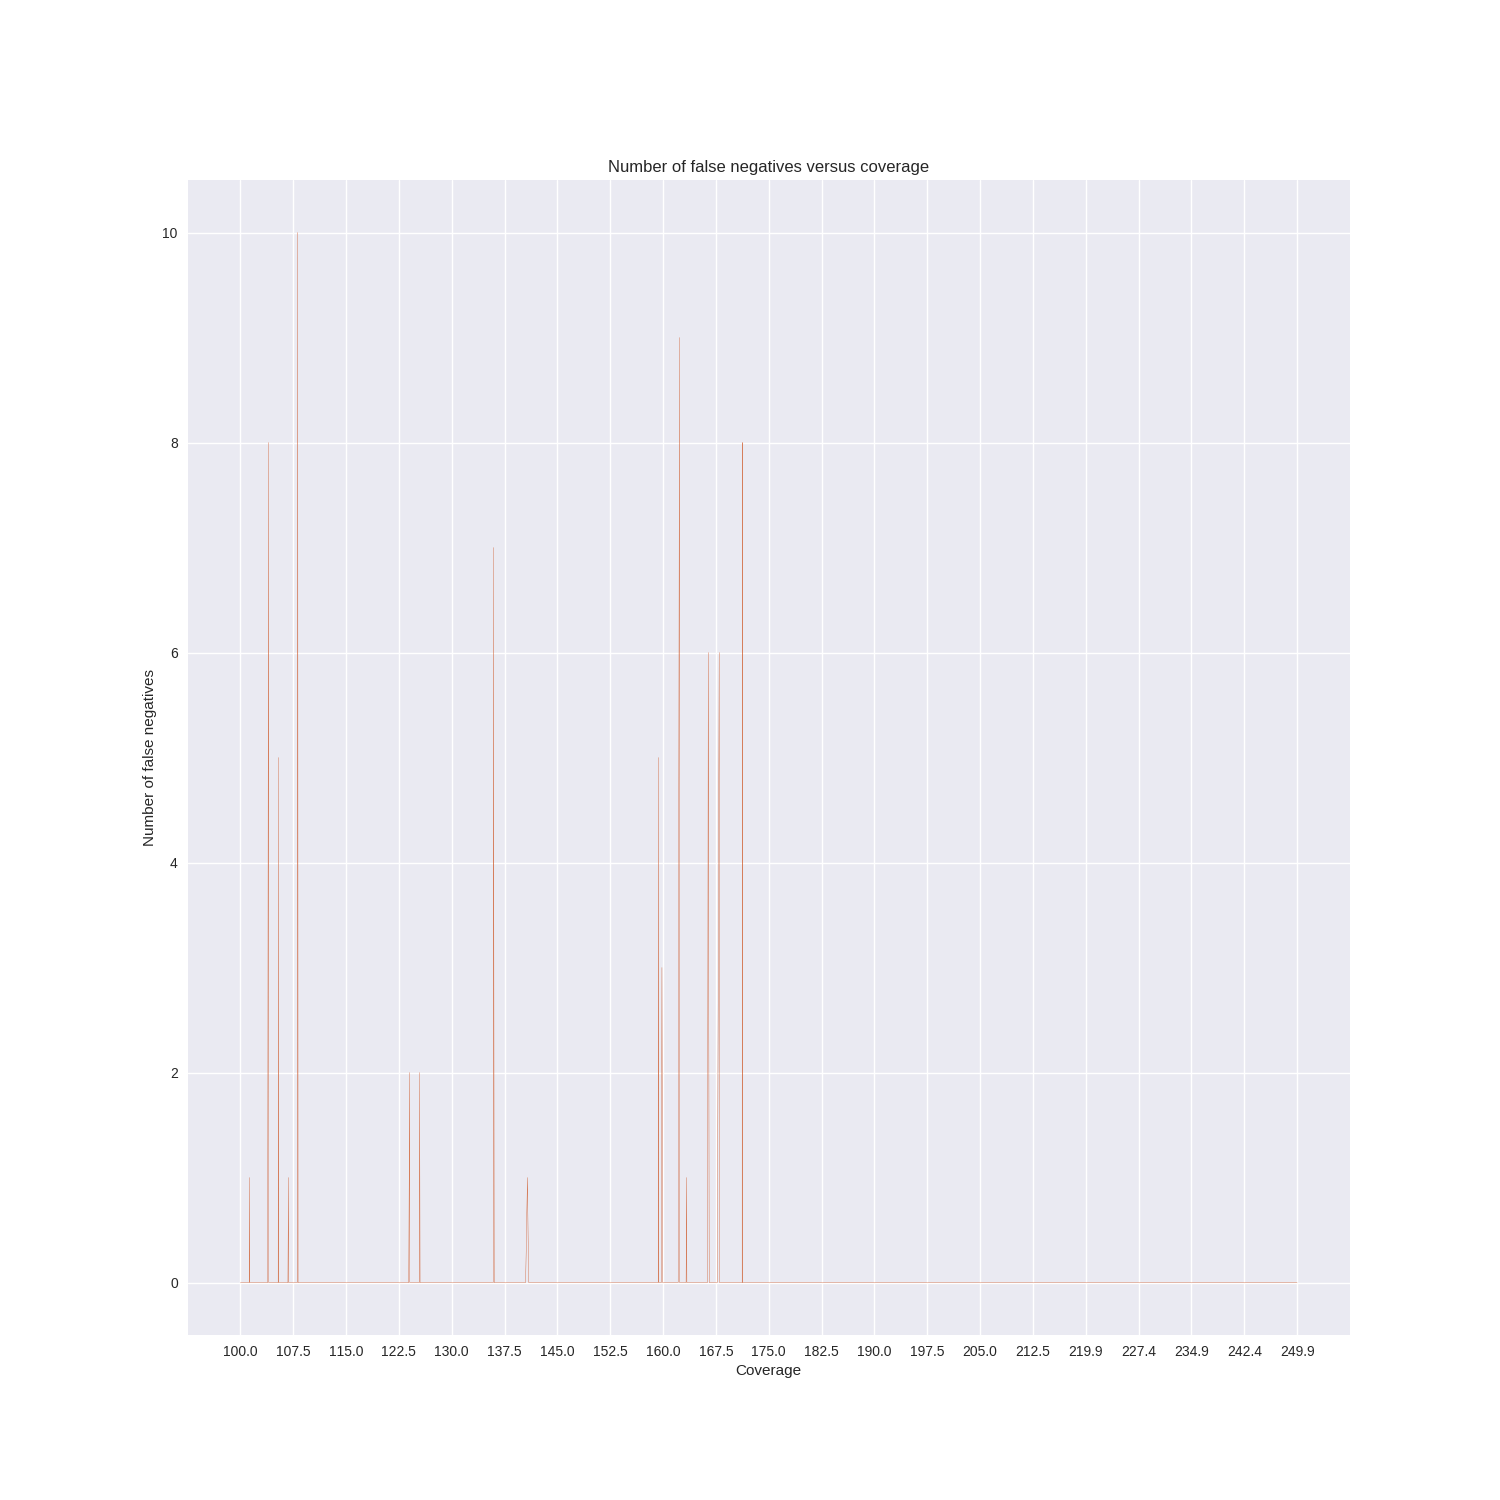 Number of false negatives versus coverage
10
8
6
4
2
0
Number of false negatives
100.0 107.5 115.0 122.5 130.0 137.5 145.0 152.5 160.0 167.5 175.0 182.5 190.0 197.5 205.0 212.5 219.9 227.4 234.9 242.4 249.9
Coverage